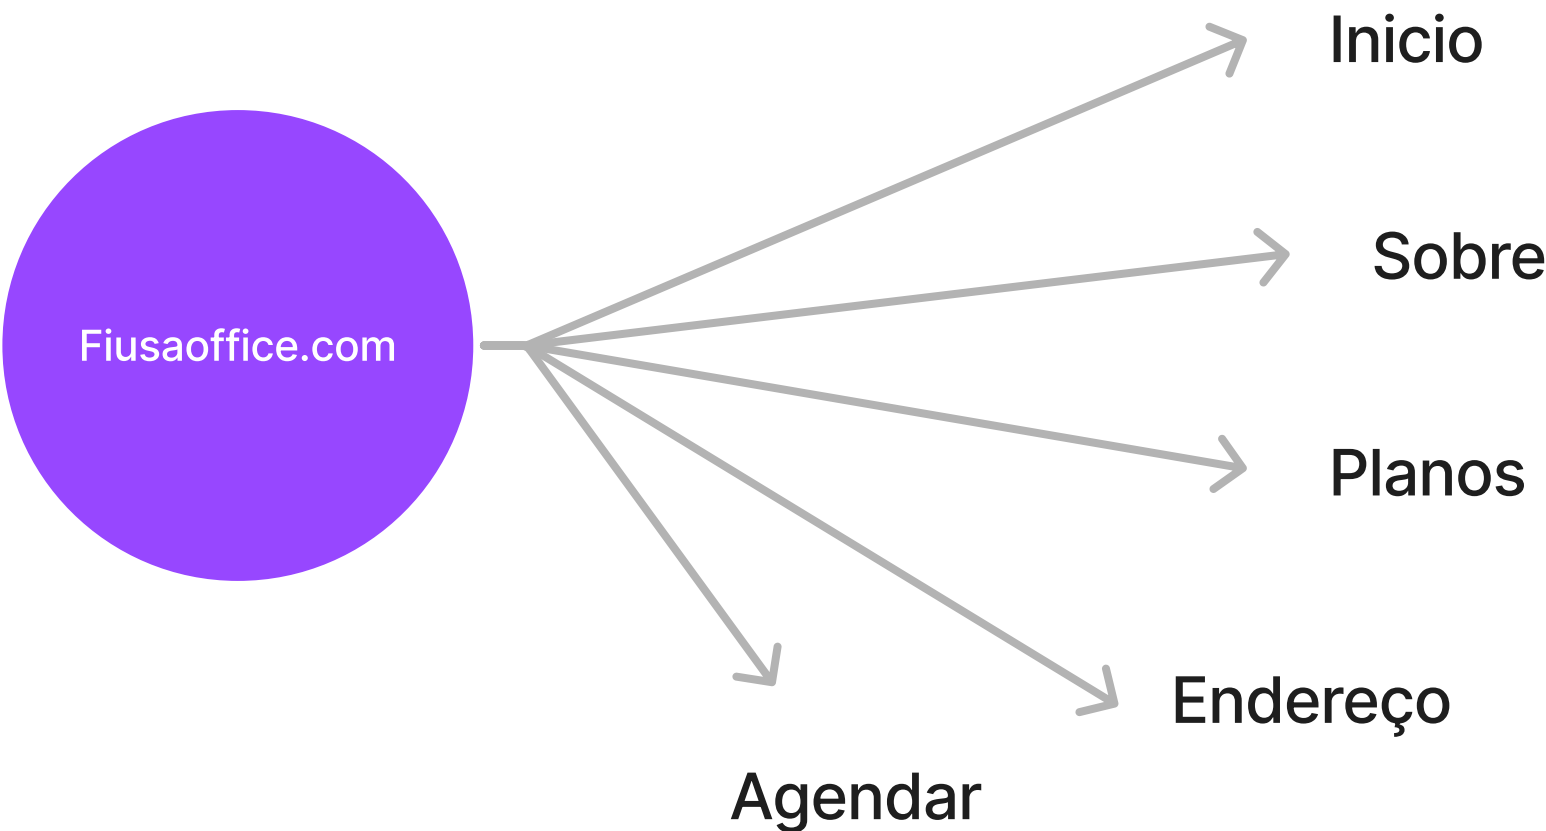 Inicio
Sobre
Fiusaoffice.com
Planos
Endereço
Agendar